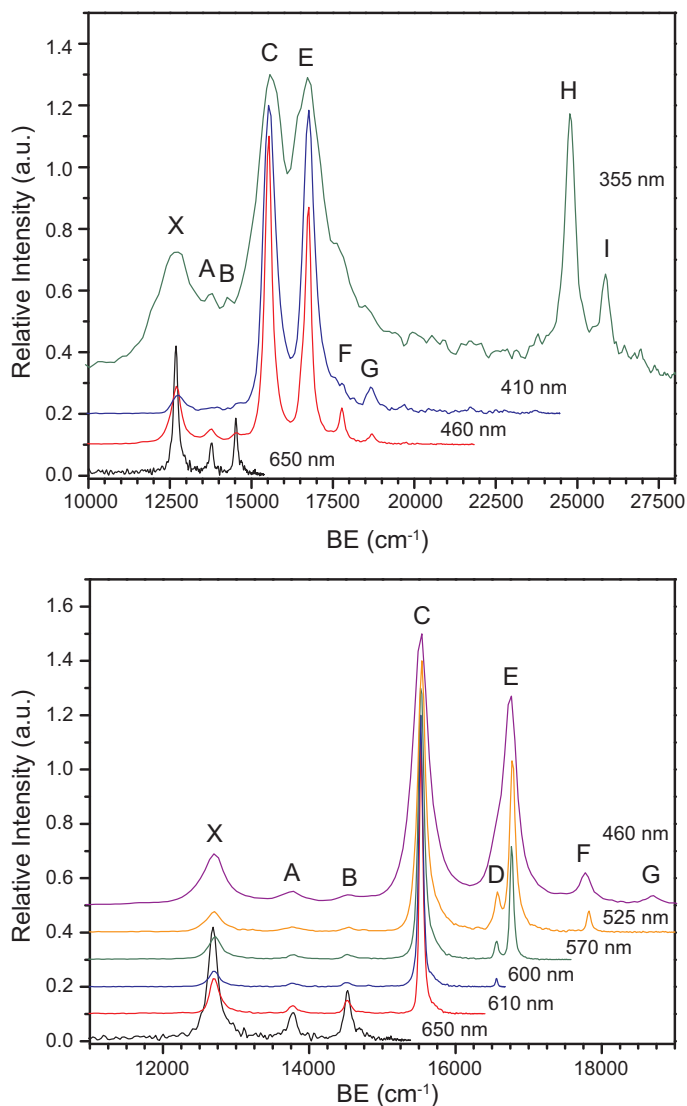 1.4
1.2
1.0
0.8
0.6
0.4
0.2
0.0
Relative Intensity (a.u.)
C
E
H
355 nm
X
A
B
I
F
G
410 nm
460 nm
650 nm
10000 12500 15000 17500 20000 22500 25000 27500
BE (cm-1)
1.6
1.4
1.2
1.0
0.8
0.6
0.4
0.2
0.0
Relative Intensity (a.u.)
C
E
X
460 nm
A
B
D
F
G
525 nm
570 nm
600 nm
610 nm
650 nm
12000 14000 16000 18000
BE (cm-1)